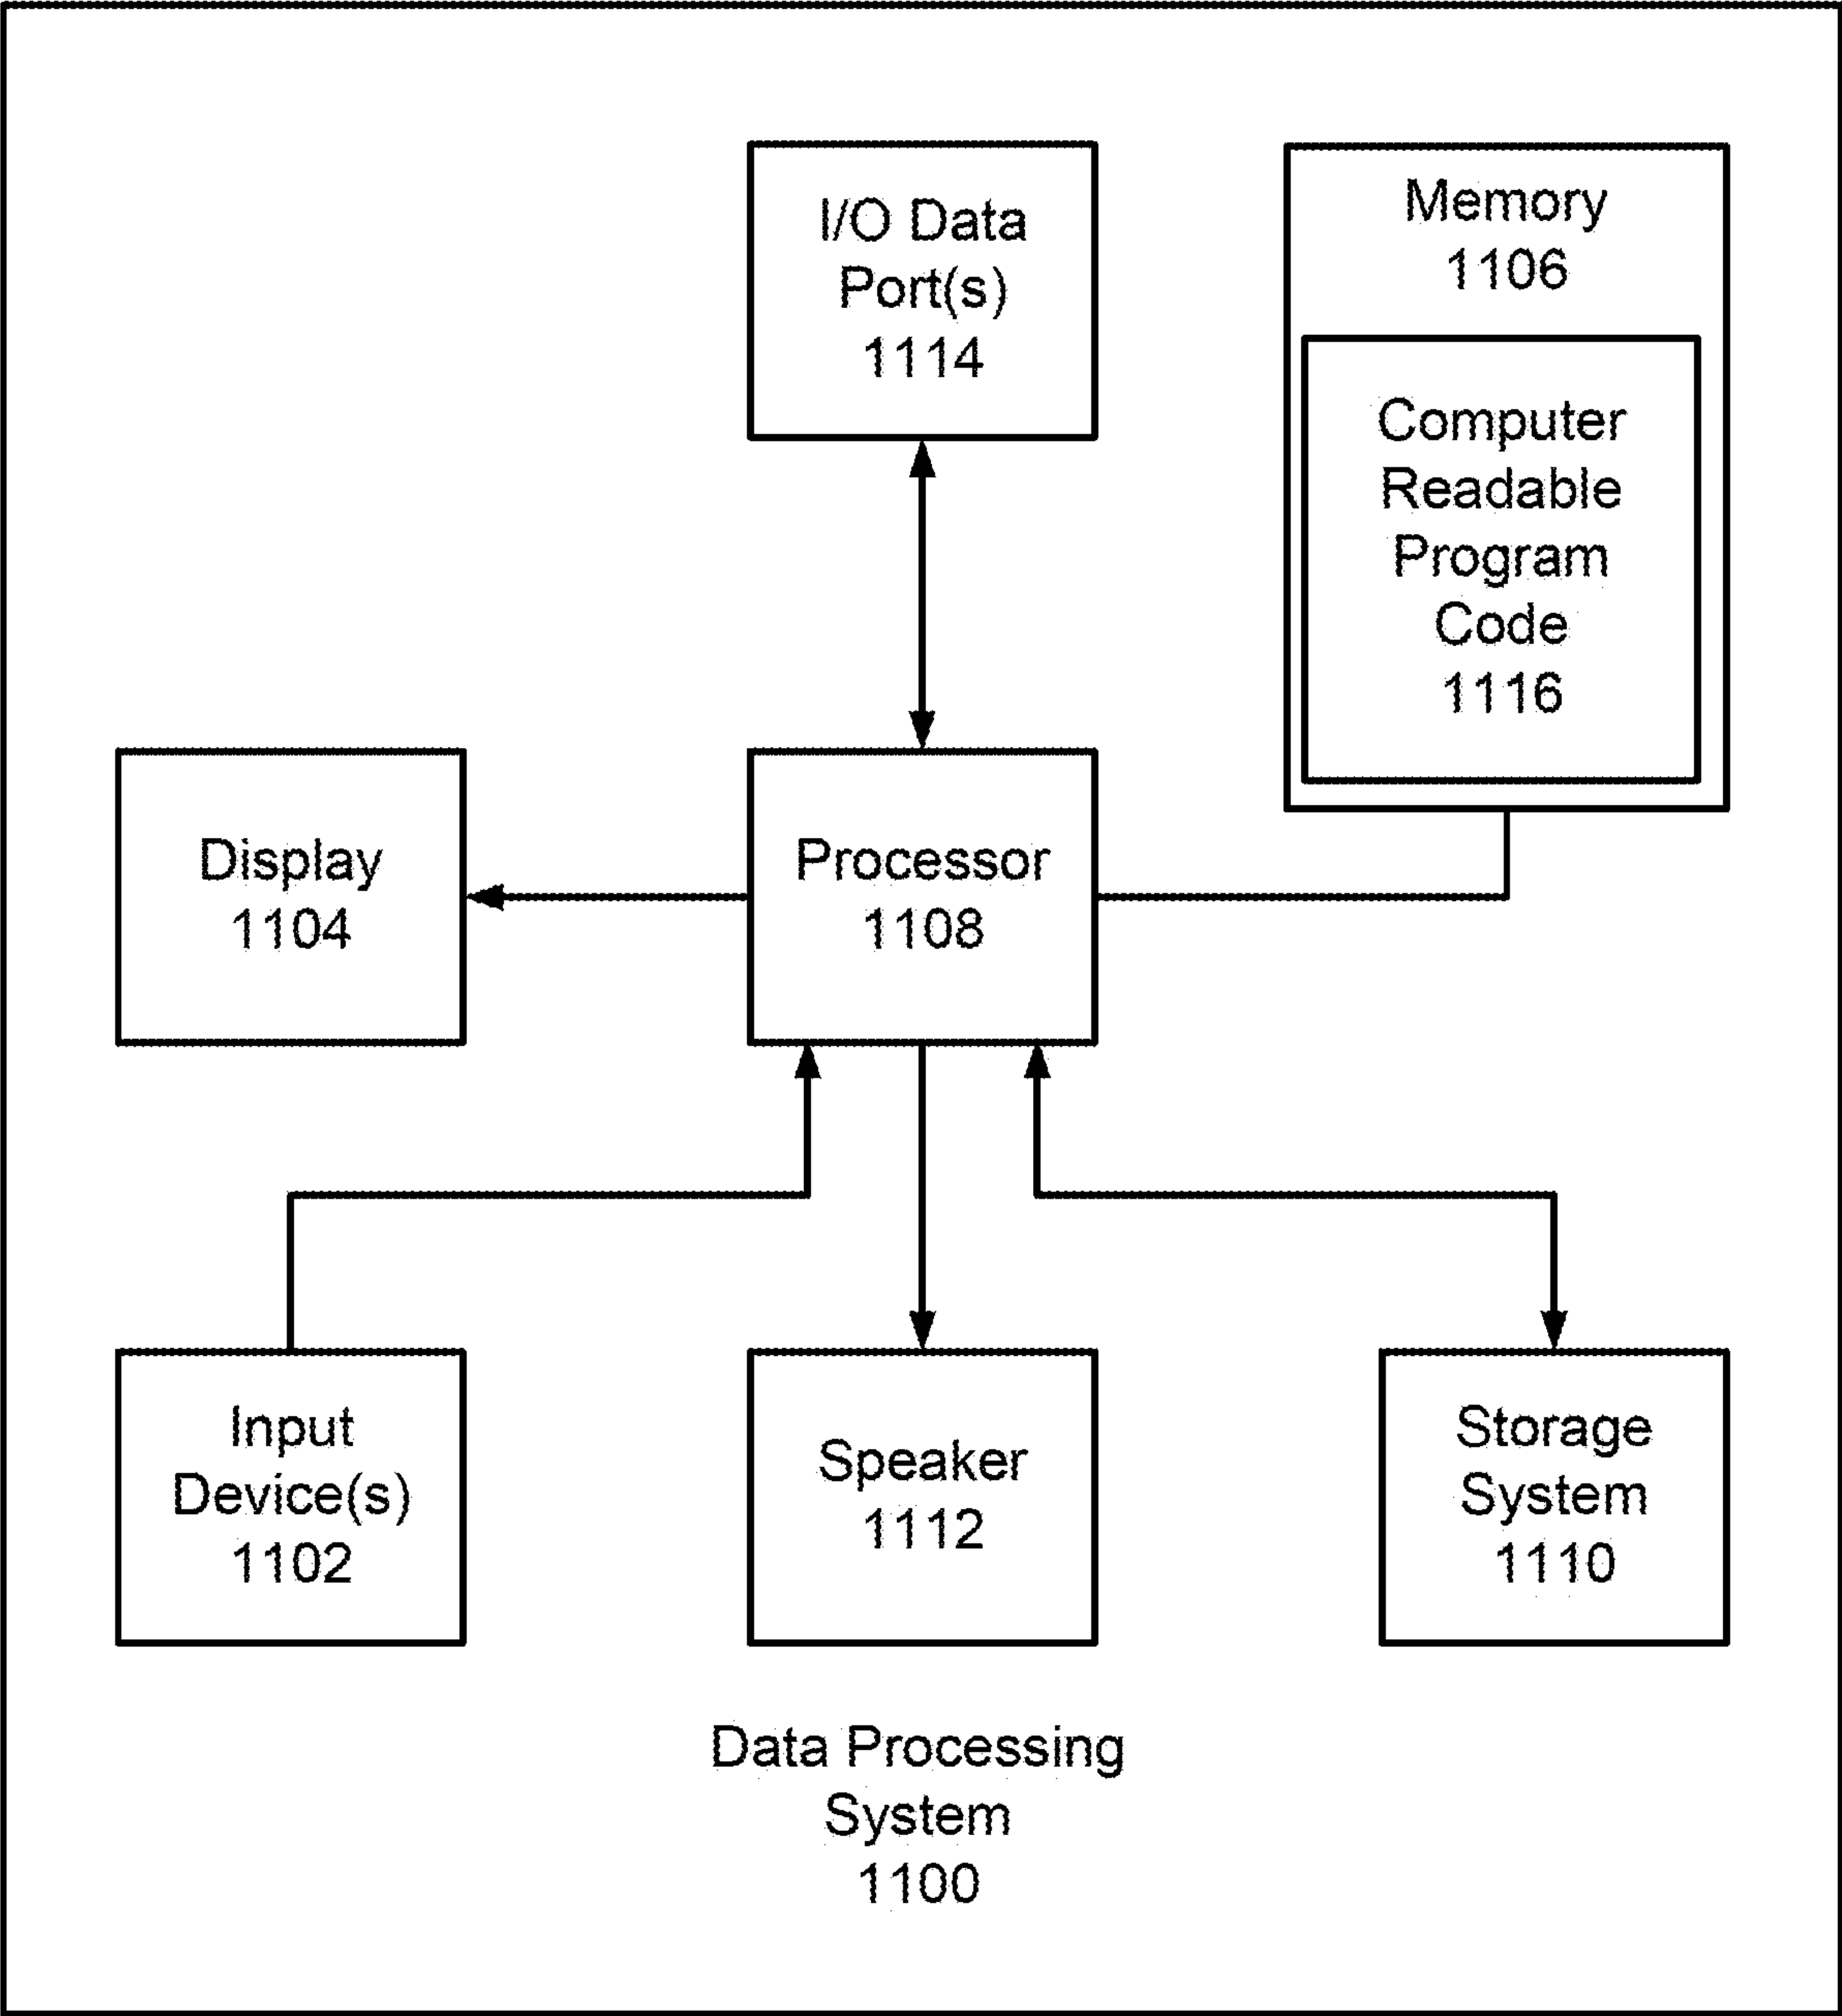 I/O Data
Port(s)
1114
Memory
1106
Computer
Readable
Program
Code
1116
Display
1104
Processor
1108
Input
Device(s)
1102
Speaker
1112
Storage
System
1110
Data Processing
System
1100